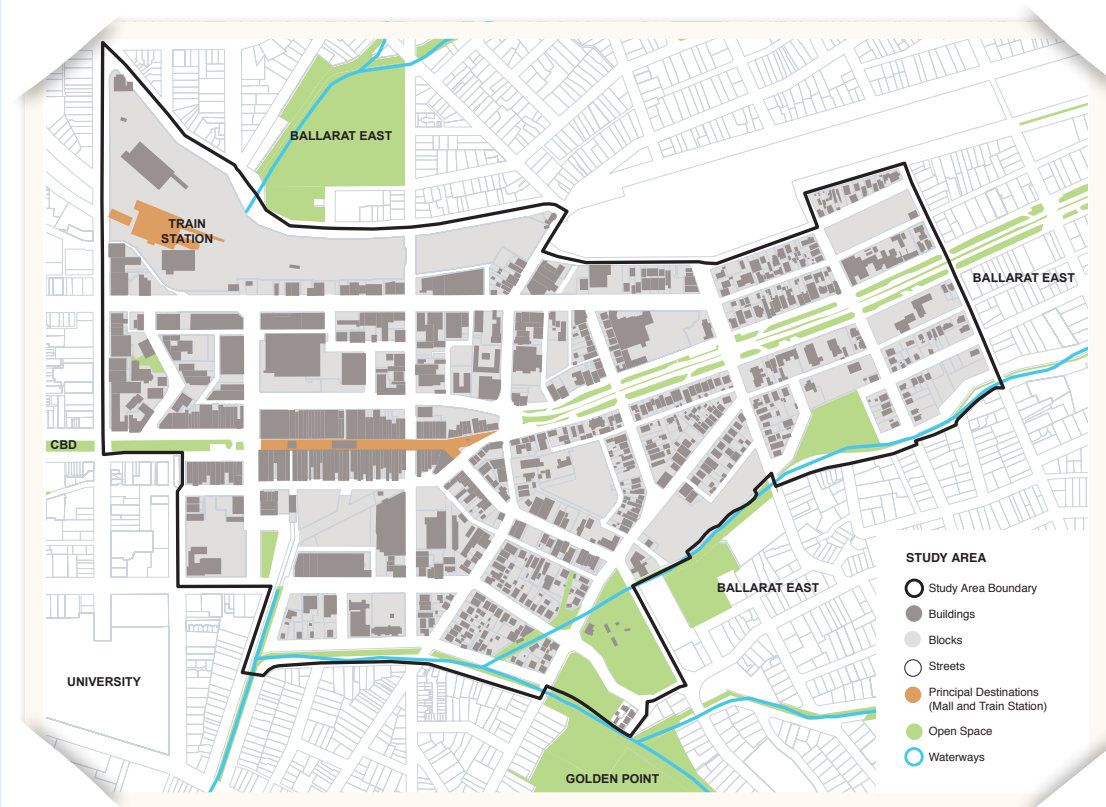 BALLARAT EAST
TRAIN
STATION
BALLARAT EAST
CBD
STUDY AREA
Study Area Boundary
Buildings
BALLARAT EAST
Blocks
Streets
UNIVERSITY
Principal Destinations
(Mall and Train Station)
Open Space
Waterways
GOLDEN POINT